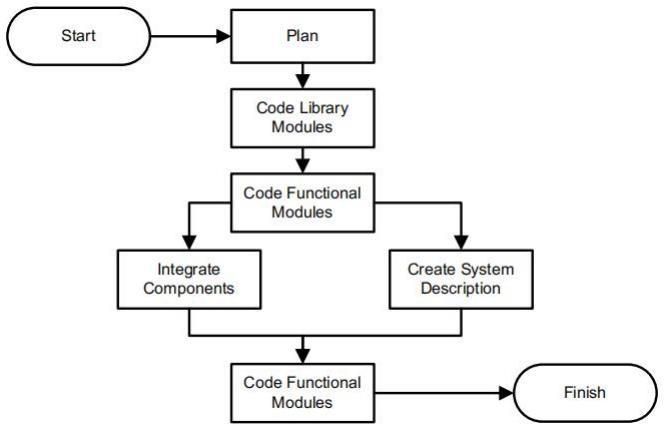 Start
Plan
Code Library
Modules
Code Functional
Modules
Integrate
Components
Create System
Description
Code Functional
Modules
Finish